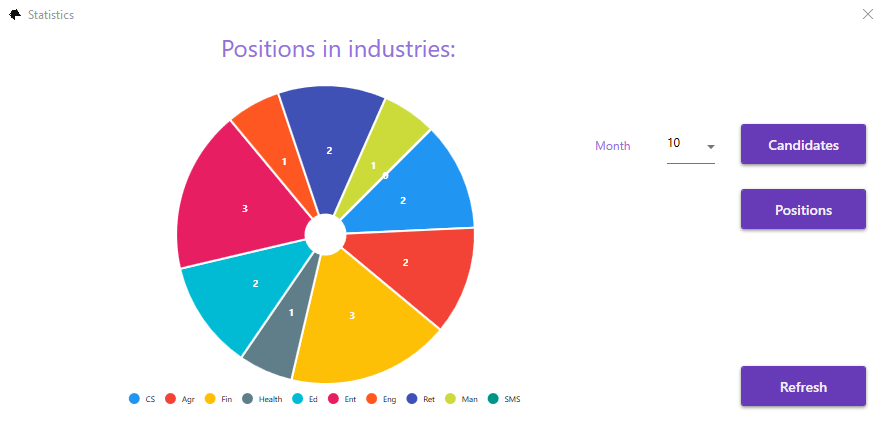 Statistics
Positions in industries:
Month
10
Candidates
Positions
2
1
1
0
2
3
2
2
1
3
CS Agr Fin Health Ed Ent Eng Ret Man SMS
Refresh